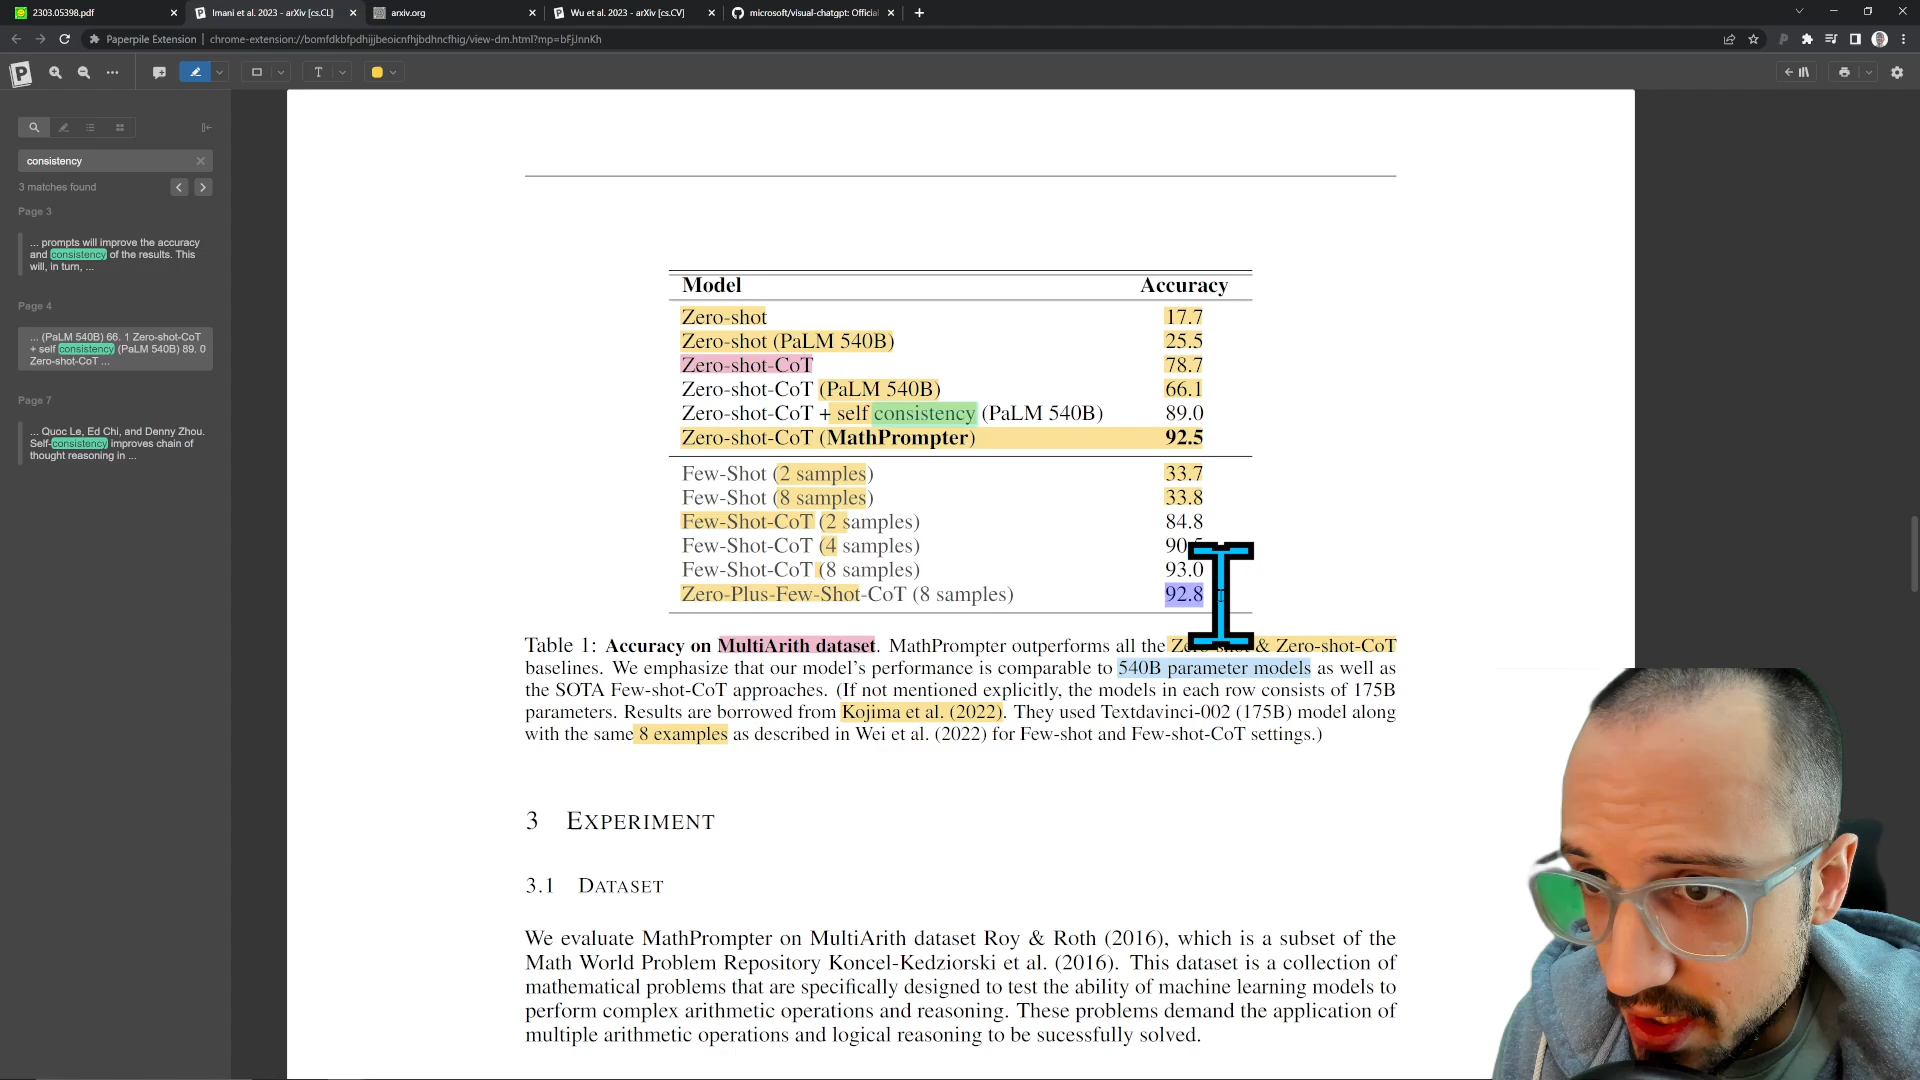 2303.05398.pdf
Imani et al. 2023 - arXiv [cs.CL]
arxiv.org
Wu et al. 2023 - arXiv [cs.CV]
microsoft/visual-chatgpt: Official
Paperpile Extension | chrome-extension://bomfdkbfpdhijjbeoicnfhjbdhncfhig/view-dm.html?mp=bFjJnnKh
consistency
3 matches found
Page 3
... prompts will improve the accuracy
and consistency of the results. This
will, in turn, ...
Page 4
... (PaLM 540B) 66. 1 Zero-shot-CoT
+ self consistency (PaLM 540B) 89. 0
Zero-shot-CoT ...
Page 7
... Quoc Le, Ed Chi, and Denny Zhou.
Self-consistency improves chain of
thought reasoning in ...
Model Accuracy
Zero-shot 17.7
Zero-shot (PaLM 540B) 25.5
Zero-shot-CoT 78.7
Zero-shot-CoT (PaLM 540B) 66.1
Zero-shot-CoT + self consistency (PaLM 540B) 89.0
Zero-shot-CoT (MathPrompter) 92.5
Few-Shot (2 samples) 33.7
Few-Shot (8 samples) 33.8
Few-Shot-CoT (2 samples) 84.8
Few-Shot-CoT (4 samples) 90.5
Few-Shot-CoT (8 samples) 93.0
Zero-Plus-Few-Shot-CoT (8 samples) 92.8
Table 1: Accuracy on MultiArith dataset. MathPrompter outperforms all the Zero-shot & Zero-shot-CoT
baselines. We emphasize that our model's performance is comparable to 540B parameter models as well as
the SOTA Few-shot-CoT approaches. (If not mentioned explicitly, the models in each row consists of 175B
parameters. Results are borrowed from Kojima et al. (2022). They used Textdavinci-002 (175B) model along
with the same 8 examples as described in Wei et al. (2022) for Few-shot and Few-shot-CoT settings.)
3 EXPERIMENT
3.1 DATASET
We evaluate MathPrompter on MultiArith dataset Roy & Roth (2016), which is a subset of the
Math World Problem Repository Koncel-Kedziorski et al. (2016). This dataset is a collection of
mathematical problems that are specifically designed to test the ability of machine learning models to
perform complex arithmetic operations and reasoning. These problems demand the application of
multiple arithmetic operations and logical reasoning to be sucessfully solved.